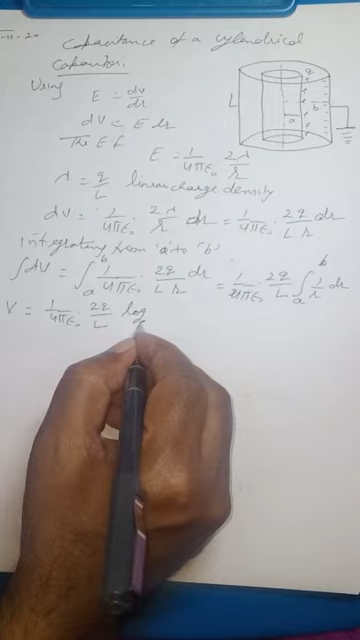 Capacitance of a cylindrical
Capacitor.
Using
E = dv/dr
dv = E dr
The E.F
E = 1/4πε₀ 2λ/r
λ = q/L linear charge density
dv = 1/4πε₀ . 2λ/r dr = 1/4πε₀ . 2q/L r dr
Integrating from 'a' to 'b'
∫dv = ∫ₐᵇ 1/4πε₀ . 2q/L r dr = 1/4πε₀ . 2q/L ∫ₐᵇ 1/r dr
V = 1/4πε₀ . 2q/L log
L
a
b